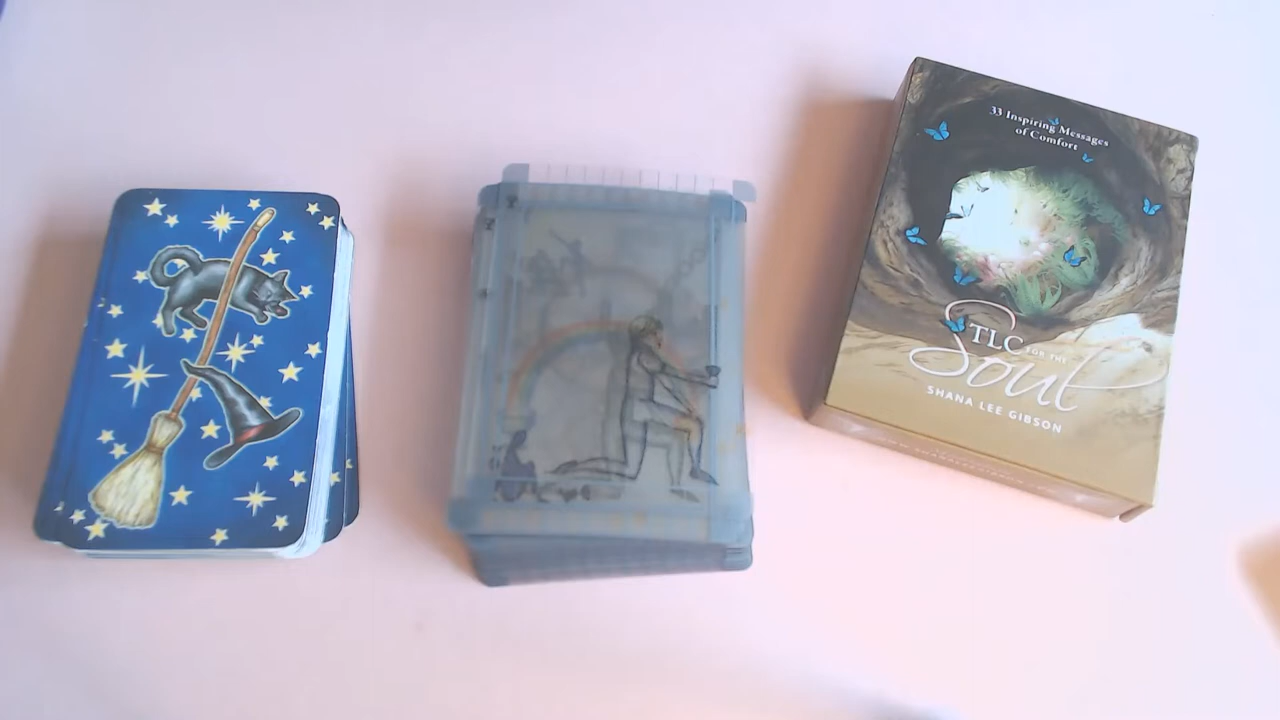 33 Inspiring Messages
of Comfort
TLC FOR THE
Soul
SHANA LEE GIBSON